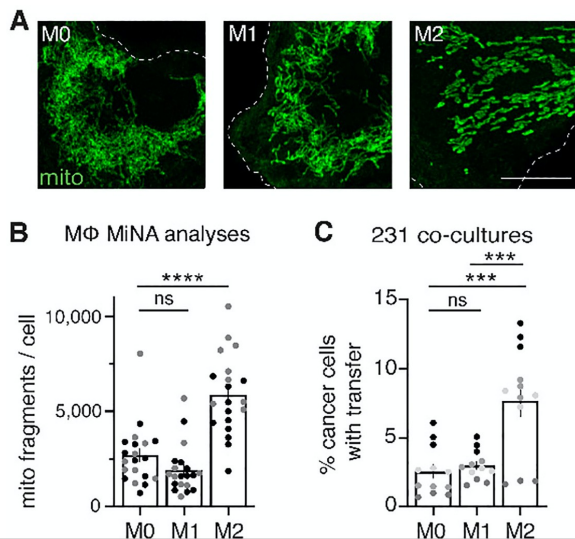 A
M0
M1
M2
mito
B
MΦ MiNA analyses
****
ns
mito fragments / cell
10,000
5,000
0
M0 M1 M2
C
231 co-cultures
***
***
ns
% cancer cells
with transfer
15
10
5
0
M0 M1 M2